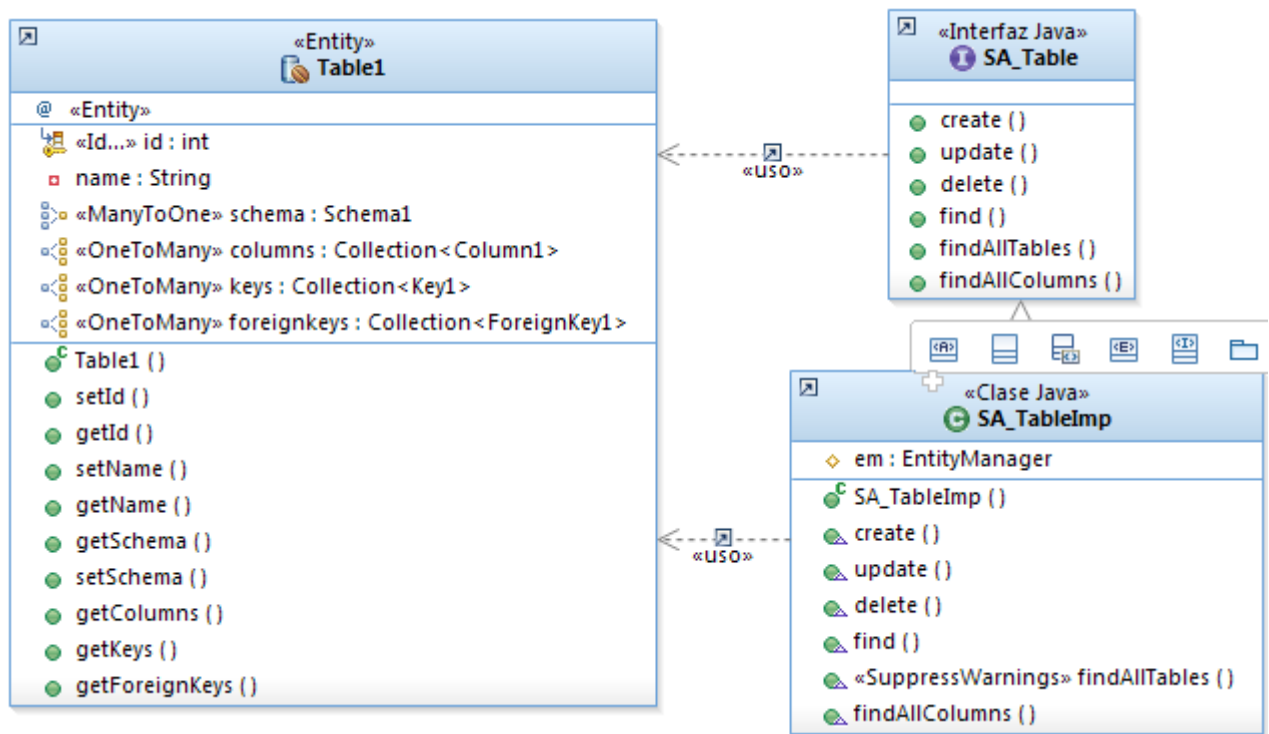 «Entity»
Table1
@ «Entity»
«Id...» id : int
name : String
«ManyToOne» schema : Schema1
«OneToMany» columns : Collection<Column1>
«OneToMany» keys : Collection<Key1>
«OneToMany» foreignkeys : Collection<ForeignKey1>
Table1 ()
setId ()
getId ()
setName ()
getName ()
getSchema ()
setSchema ()
getColumns ()
getKeys ()
getForeignKeys ()
«uso»
«uso»
«Interfaz Java»
I SA_Table
create ()
update ()
delete ()
find ()
findAllTables ()
findAllColumns ()
<A> <E> <I>
«Clase Java»
C SA_TableImp
em : EntityManager
C SA_TableImp ()
create ()
update ()
delete ()
find ()
«SuppressWarnings» findAllTables ()
findAllColumns ()